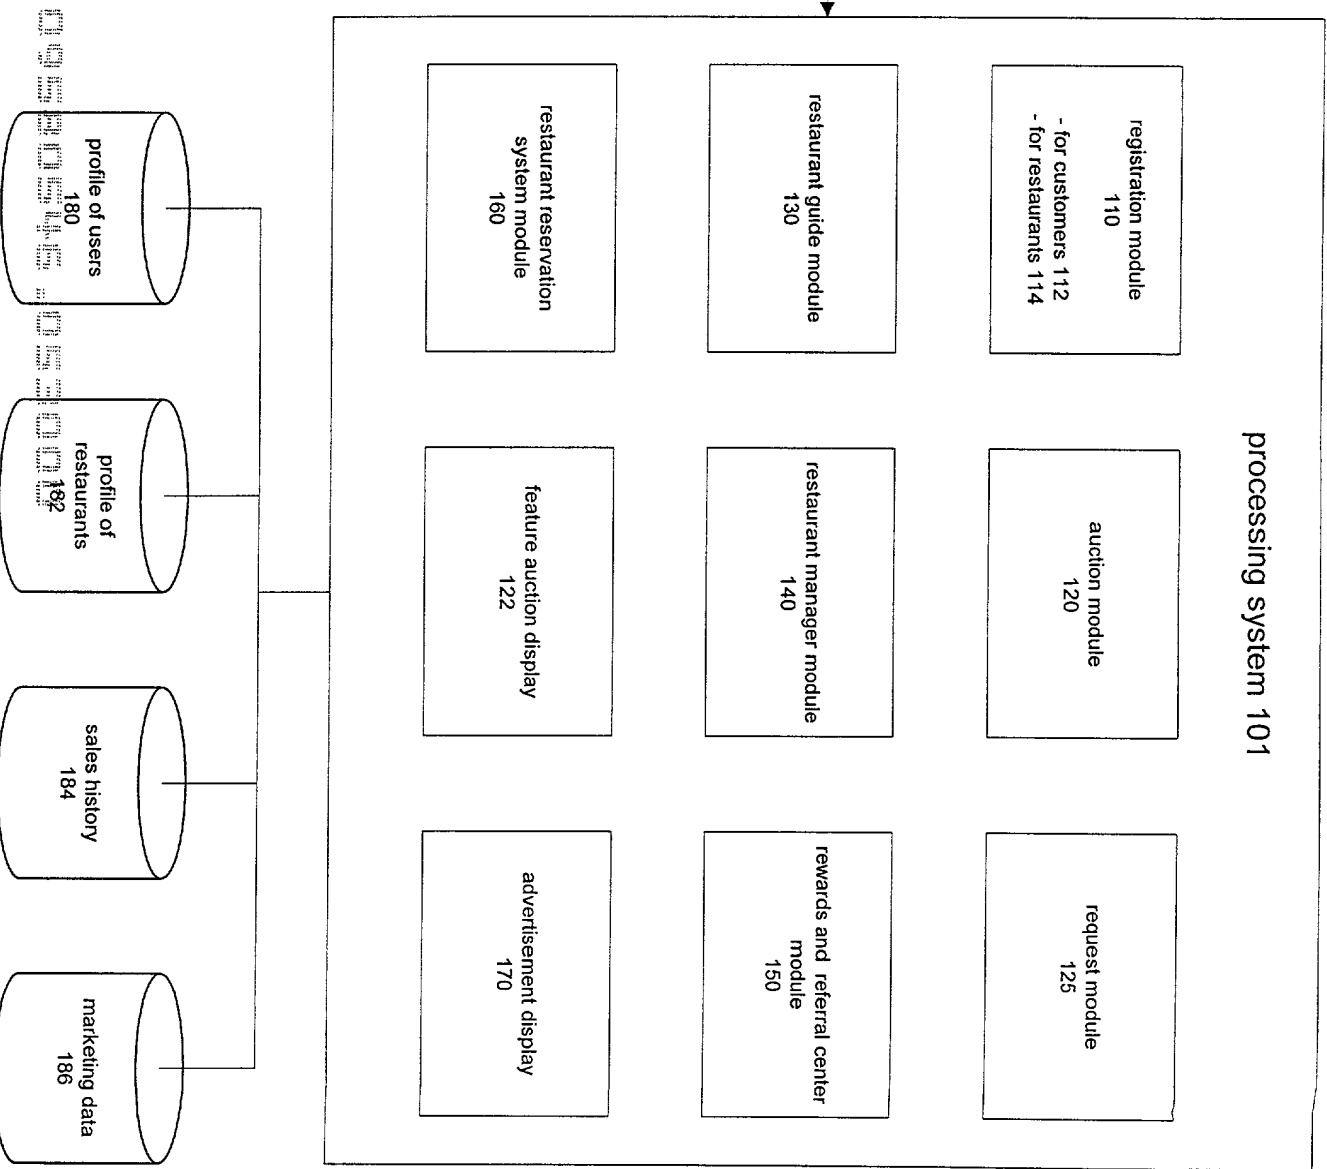 processing system 101
registration module
110
- for customers 112
- for restaurants 114
auction module
120
request module
125
restaurant guide module
130
restaurant manager module
140
rewards and referral center
module
150
restaurant reservation
system module
160
feature auction display
122
advertisement display
170
profile of users
180
profile of
restaurants
182
sales history
184
marketing data
186